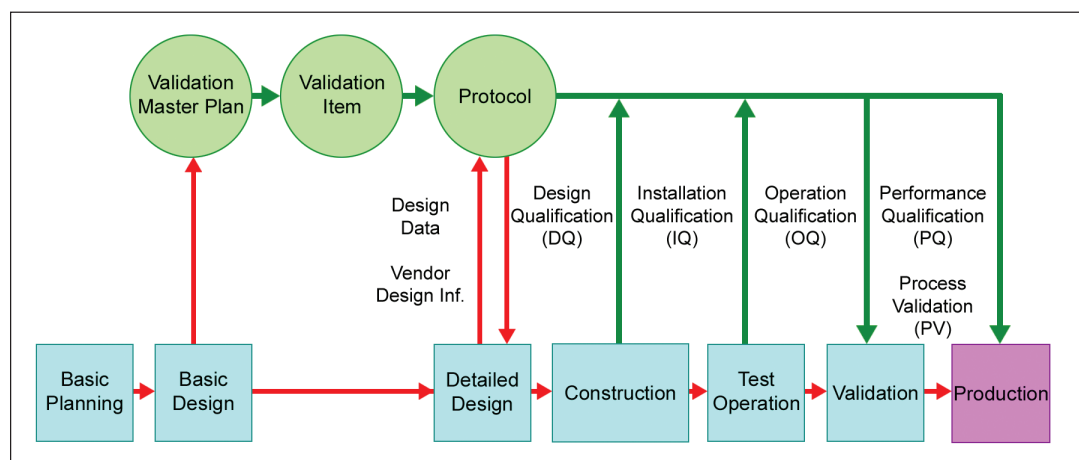 Validation
Master Plan
Validation
Item
Protocol
Design
Data
Vendor
Design Inf.
Design
Qualification
(DQ)
Installation
Qualification
(IQ)
Operation
Qualification
(OQ)
Performance
Qualification
(PQ)
Process
Validation
(PV)
Basic
Planning
Basic
Design
Detailed
Design
Construction
Test
Operation
Validation
Production